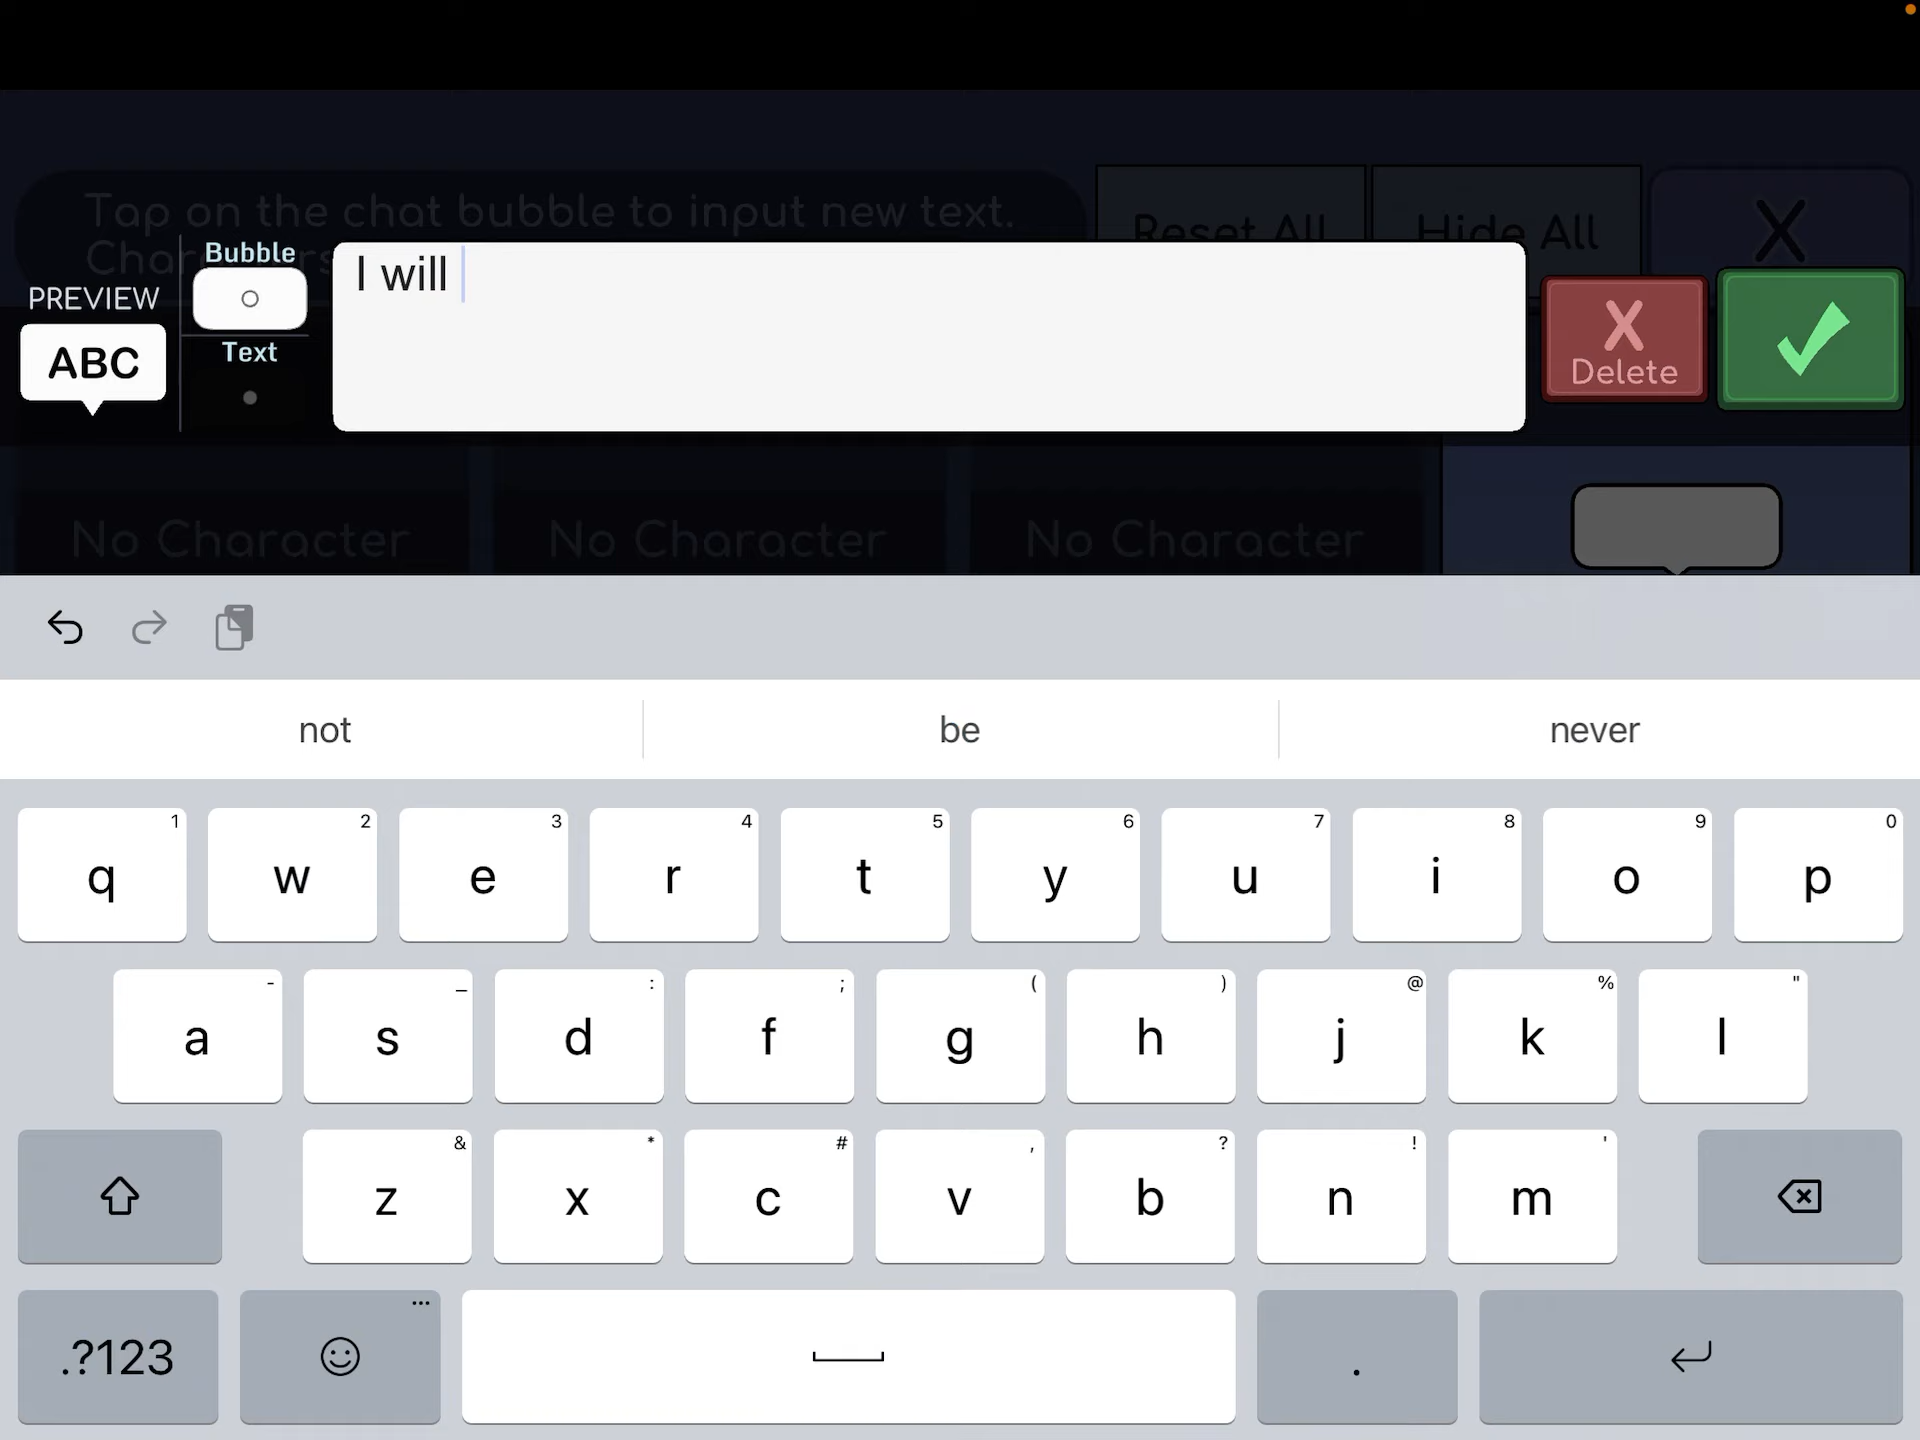 Tap on the chat bubble to input new text.
Characters
Reset All
Hide All
X
Bubble
PREVIEW
ABC
Text
I will
X
Delete
No Character
No Character
No Character
not
be
never
1 2 3 4 5 6 7 8 9 0
q w e r t y u i o p
- _ : ; ( ) @ % "
a s d f g h j k l
& * # , ? ! '
z x c v b n m
...
.?123
.